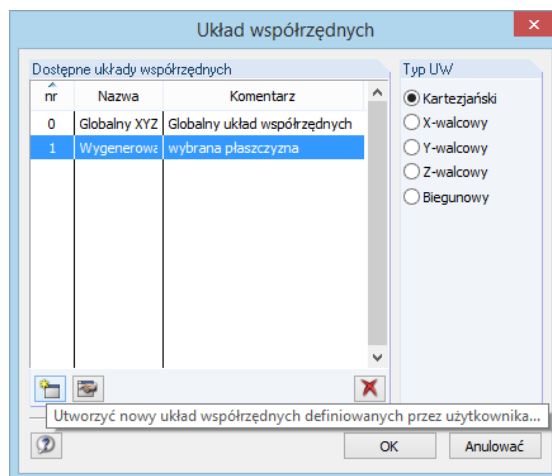 Układ współrzędnych
Dostępne układy współrzędnych
Typ UW
nr Nazwa Komentarz
0 Globalny XYZ Globalny układ współrzędnych
1 Wygenerowa wybrana płaszczyzna
Kartezjański
X-walcowy
Y-walcowy
Z-walcowy
Biegunowy
Utworzyć nowy układ współrzędnych definiowanych przez użytkownika...
OK
Anulować